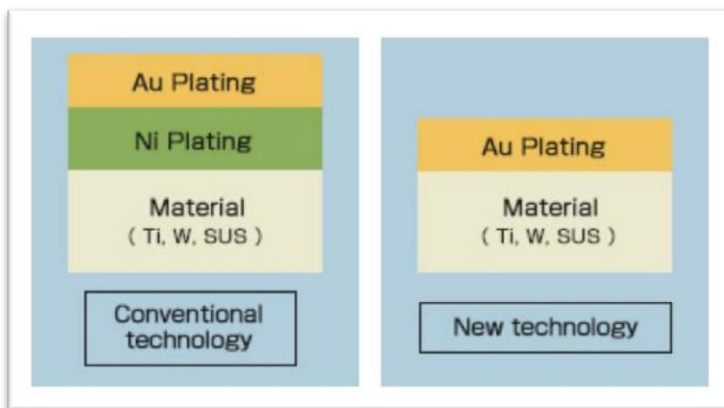 Au Plating
Ni Plating
Material
( Ti, W, SUS )
Conventional
technology
Au Plating
Material
( Ti, W, SUS )
New technology